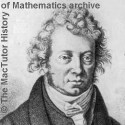 of Mathematics archive
© The MacTutor History